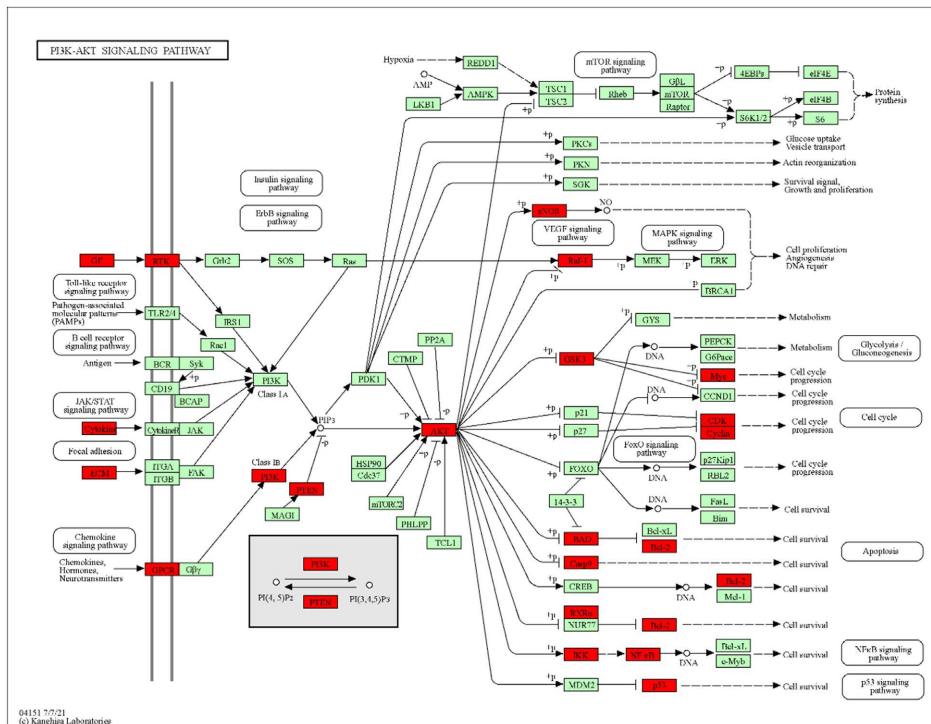 PI3K-AKT SIGNALING PATHWAY
Hypoxia
REDD1
mTOR signaling
pathway
AMP
LKB1
AMPK
TSC1
TSC2
+p
Rheb
GβL
mTOR
Raptor
−p
−p
−p
4EBPs
eIF4E
S6K1/2
+p
+p
eIF4B
S6
Protein
synthesis
+p
PKCs
Glucose uptake
Vesicle transport
+p
PKN
Actin reorganization
+p
SGK
Survival signal,
Growth and proliferation
Insulin signaling
pathway
ErbB signaling
pathway
+p
eNOS
NO
VEGF signaling
pathway
MAPK signaling
pathway
GF
RTK
Grb2
SOS
Ras
Raf-1
+p
+p
MEK
+p
ERK
Cell proliferation
Angiogenesis
DNA repair
BRCA1
Toll-like receptor
signaling pathway
Pathogen-associated
molecular patterns
(PAMPs)
TLR2/4
IRS1
Rac1
+p
GYS
Metabolism
B cell receptor
signaling pathway
Antigen
BCR
Syk
+p
CD19
BCAP
PI3K
Class IA
PDK1
CTMP
PP2A
+p
GSK3
DNA
PEPCK
G6Pace
Metabolism
Glycolysis /
Gluconeogenesis
−p
−p
Myc
Cell cycle
progression
DNA
CCND1
Cell cycle
progression
JAK/STAT
signaling pathway
Cytokine
CytokineR
JAK
PIP3
−p
−p
−p
AKT
+p
+p
p21
p27
CDK
Cyclin
Cell cycle
progression
Cell cycle
Focal adhesion
ECM
ITGA
ITGB
FAK
Class IB
PI3K
PTEN
MAGI
HSP90
Cdc37
mTORC2
PHLPP
TCL1
FoxO signaling
pathway
+p
FOXO
DNA
p27Kip1
RBL2
Cell cycle
progression
14-3-3
DNA
FasL
Bim
Cell survival
Chemokine
signaling pathway
Chemokines,
Hormones,
Neurotransmitters
GPCR
Gβγ
PI3K
PI(4, 5)P2
PI(3,4,5)P3
PTEN
+p
BAD
Bcl-xL
Bcl-2
Cell survival
Apoptosis
+p
Casp9
Cell survival
+p
CREB
DNA
Bcl-2
Mcl-1
Cell survival
RXRα
NUR77
Bcl-2
Cell survival
+p
IKK
NFκB
DNA
Bcl-xL
c-Myb
Cell survival
NFκB signaling
pathway
+p
MDM2
p53
Cell survival
p53 signaling
pathway
04151 7/7/21
(c) Kanehisa Laboratories